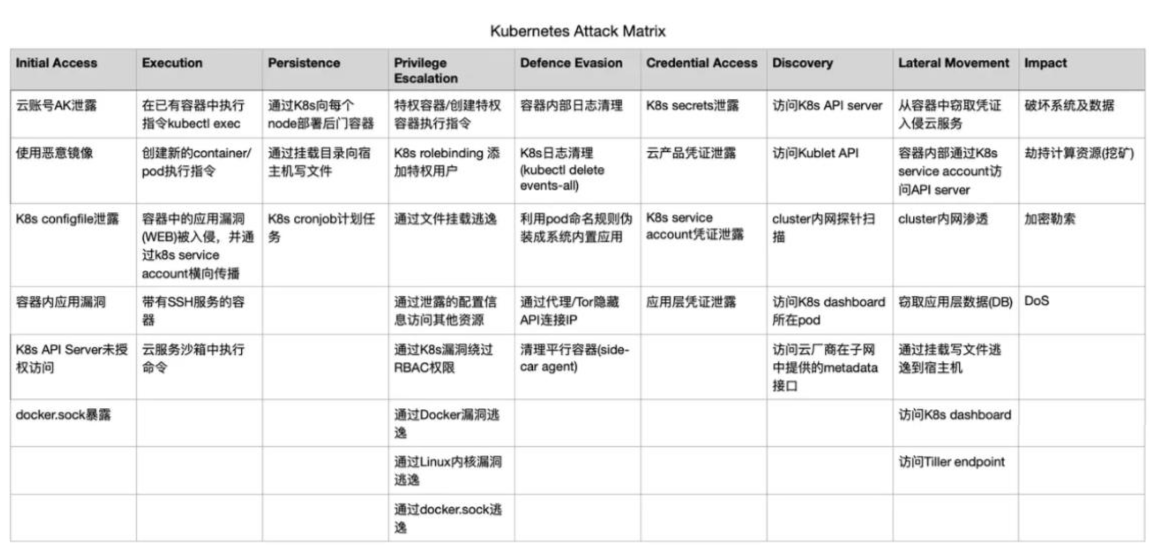 Kubernetes Attack Matrix
Initial Access
Execution
Persistence
Privilege
Escalation
Defence Evasion
Credential Access
Discovery
Lateral Movement
Impact
云账号AK泄露
在已有容器中执行
指令kubectl exec
通过K8s向每个
node部署后门容器
特权容器/创建特权
容器执行指令
容器内部日志清理
K8s secrets泄露
访问K8s API server
从容器中窃取凭证
入侵云服务
破坏系统及数据
使用恶意镜像
创建新的container/
pod执行指令
通过挂载目录向宿
主机写文件
K8s rolebinding 添
加特权用户
K8s日志清理
(kubectl delete
events-all)
云产品凭证泄露
访问Kublet API
容器内部通过K8s
service account访
问API server
劫持计算资源(挖矿)
K8s configfile泄露
容器中的应用漏洞
(WEB)被入侵，并通
过k8s service
account横向传播
K8s cronjob计划任
务
通过文件挂载逃逸
利用pod命名规则伪
装成系统内置应用
K8s service
account凭证泄露
cluster内网探针扫
描
cluster内网渗透
加密勒索
容器内应用漏洞
带有SSH服务的容
器
通过泄露的配置信
息访问其他资源
通过代理/Tor隐藏
API连接IP
应用层凭证泄露
访问K8s dashboard
所在pod
窃取应用层数据(DB)
DoS
K8s API Server未授
权访问
云服务沙箱中执行
命令
通过K8s漏洞绕过
RBAC权限
清理平行容器(side-
car agent)
访问云厂商在子网
中提供的metadata
接口
通过挂载写文件逃
逸到宿主机
docker.sock暴露
通过Docker漏洞逃
逸
访问K8s dashboard
通过Linux内核漏洞
逃逸
访问Tiller endpoint
通过docker.sock逃
逸